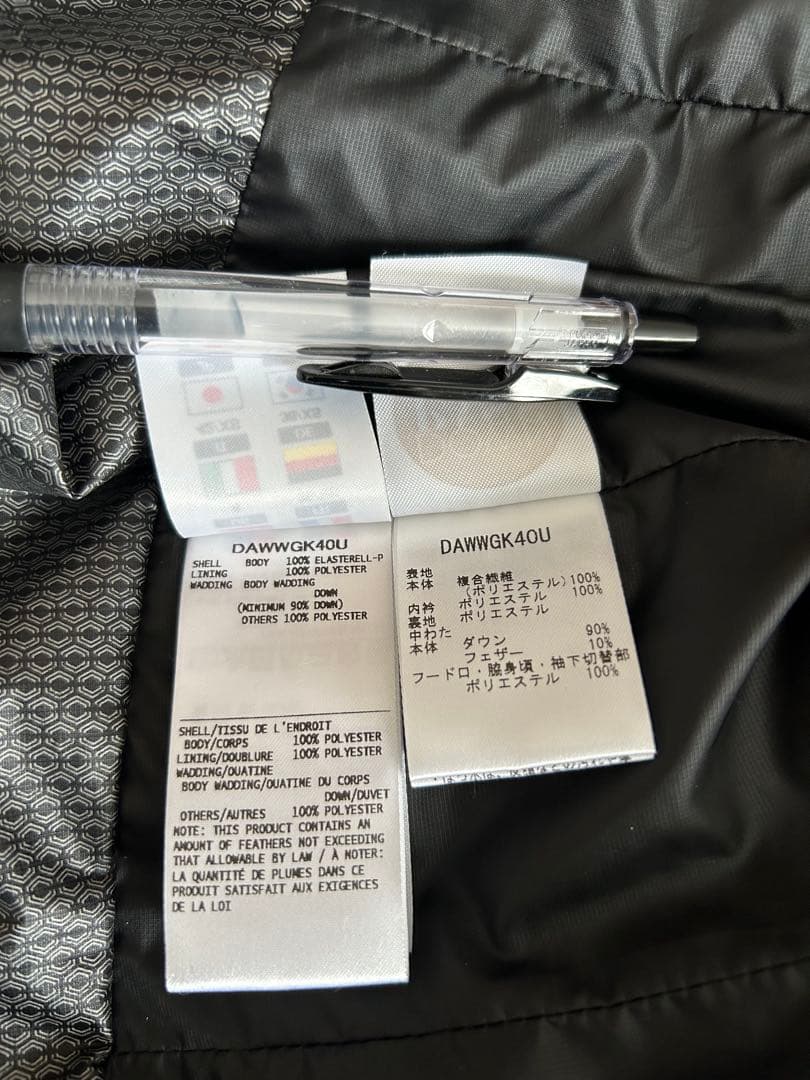 DAWWGK40U
SHELL BODY 100% ELASTERELL-P
LINING 100% POLYESTER
WADDING BODY WADDING
DOWN
(MINIMUM 90% DOWN)
OTHERS 100% POLYESTER
SHELL/TISSU DE L'ENDROIT
BODY/CORPS 100% POLYESTER
LINING/DOUBLURE 100% POLYESTER
WADDING/OUATINE
BODY WADDING/OUATINE DU CORPS
DOWN/DUVET
OTHERS/AUTRES 100% POLYESTER
NOTE: THIS PRODUCT CONTAINS AN
AMOUNT OF FEATHERS NOT EXCEEDING
THAT ALLOWABLE BY LAW / À NOTER:
LA QUANTITÉ DE PLUMES DANS CE
PRODUIT SATISFAIT AUX EXIGENCES
DE LA LOI
DAWWGK40U
表地
本体 複合繊維
(ポリエステル)100%
内衿 ポリエステル 100%
裏地 ポリエステル
中わた
本体 ダウン 90%
フェザー 10%
フードロ・脇身頃・袖下切替部
ポリエステル 100%